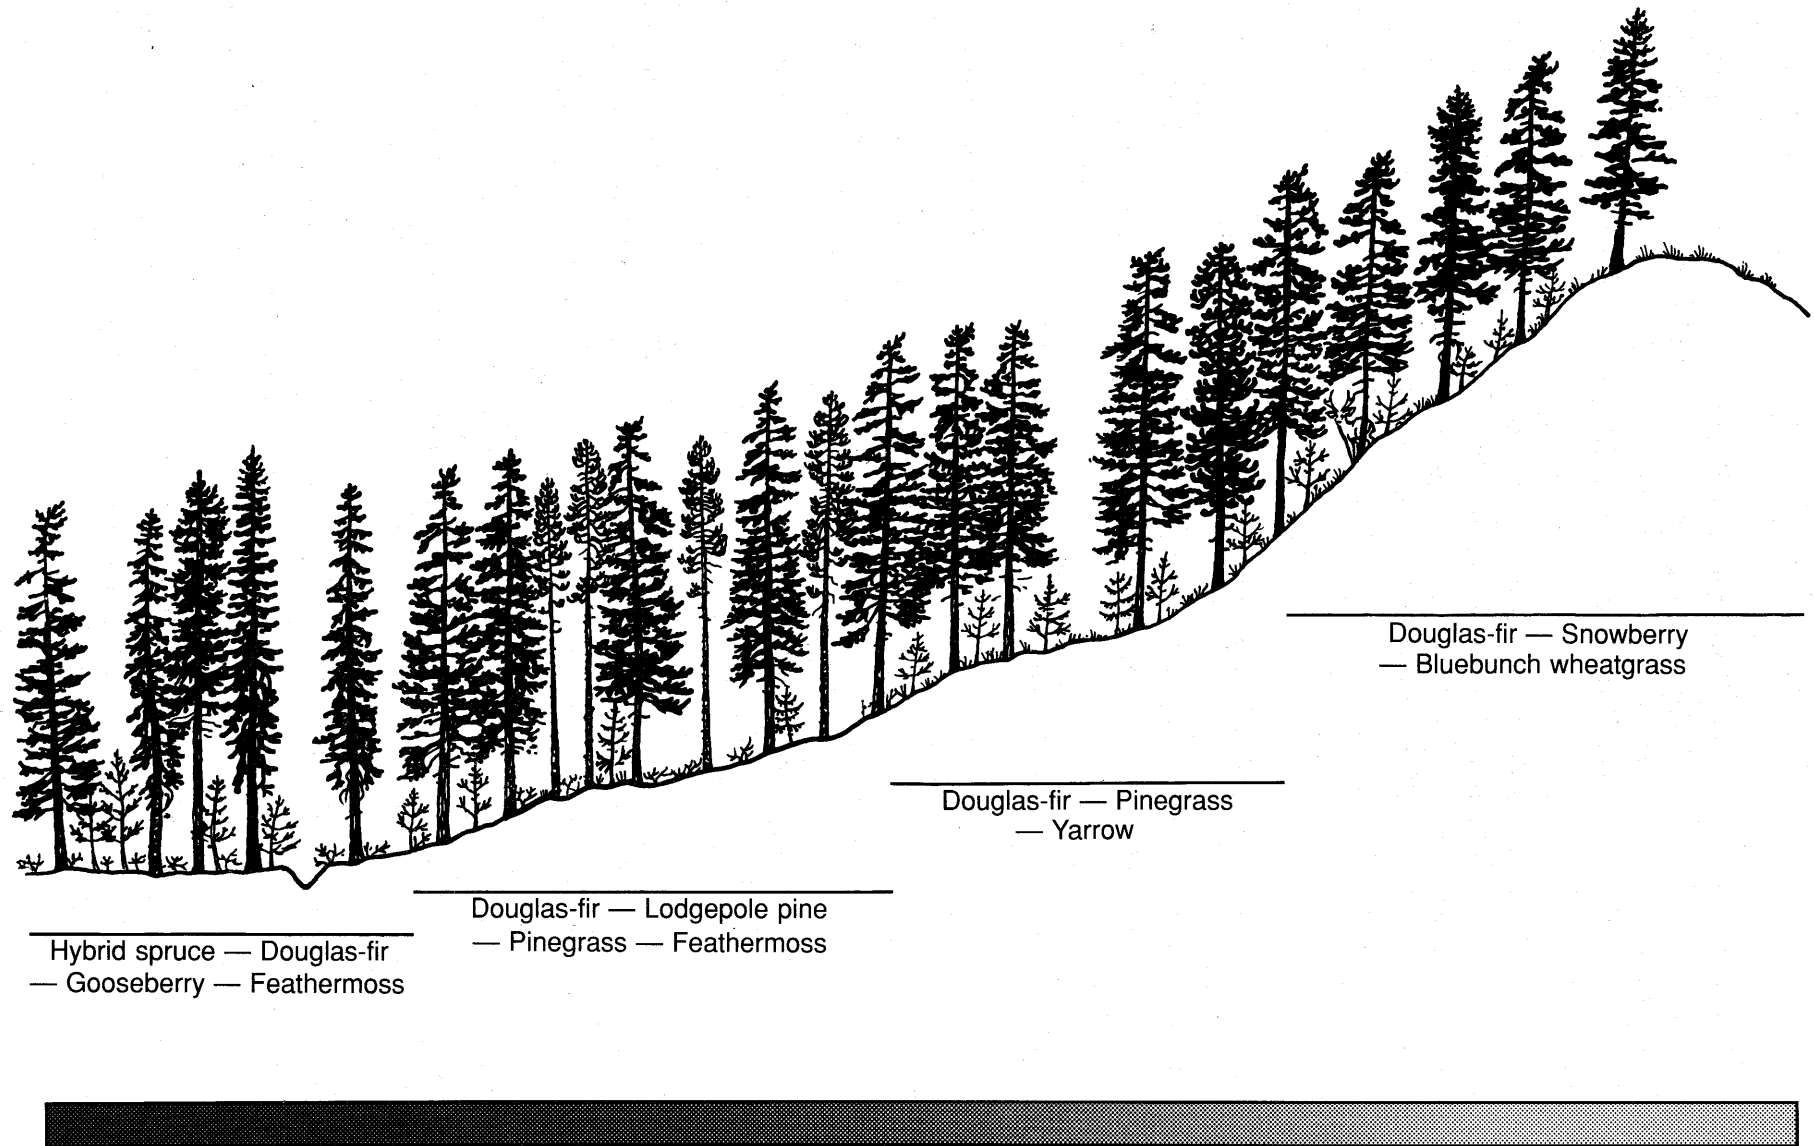 Douglas-fir — Snowberry
— Bluebunch wheatgrass
Douglas-fir — Pinegrass
— Yarrow
Douglas-fir — Lodgepole pine
— Pinegrass — Feathermoss
Hybrid spruce — Douglas-fir
— Gooseberry — Feathermoss